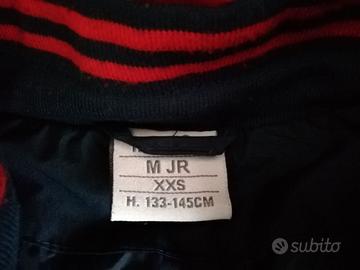 M JR
XXS
H. 133-145CM
subito